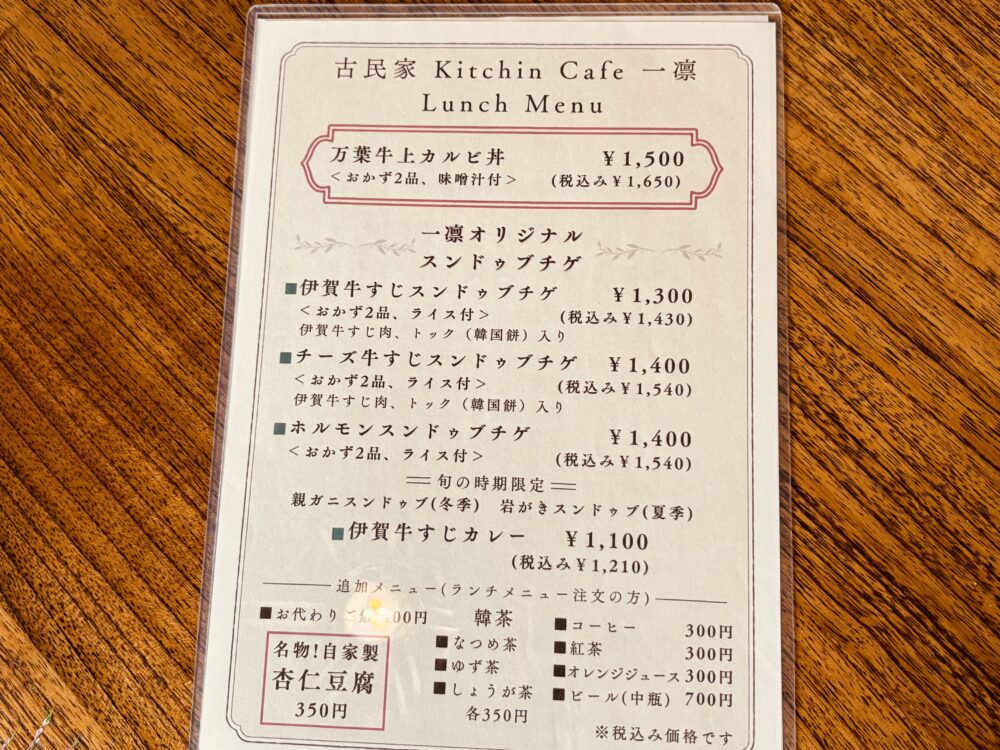 古民家 Kitchin Cafe 一凛
Lunch Menu
万葉牛上カルビ丼 ¥1,500
<おかず2品、味噌汁付> (税込み¥1,650)
一凛オリジナル
スンドゥブチゲ
■伊賀牛すじスンドゥブチゲ ¥1,300
<おかず2品、ライス付> (税込み¥1,430)
伊賀牛すじ肉、トック(韓国餅)入り
■チーズ牛すじスンドゥブチゲ ¥1,400
<おかず2品、ライス付> (税込み¥1,540)
伊賀牛すじ肉、トック(韓国餅)入り
■ホルモンスンドゥブチゲ ¥1,400
<おかず2品、ライス付> (税込み¥1,540)
旬の時期限定
親ガニスンドゥブ(冬季) 岩がきスンドゥブ(夏季)
■伊賀牛すじカレー ¥1,100
(税込み¥1,210)
追加メニュー(ランチメニュー注文の方)
■お代わりご飯 00円
名物!自家製
杏仁豆腐
350円
韓茶
■なつめ茶
■ゆず茶
■しょうが茶
各350円
■コーヒー 300円
■紅茶 300円
■オレンジジュース 300円
■ビール(中瓶) 700円
※税込み価格です